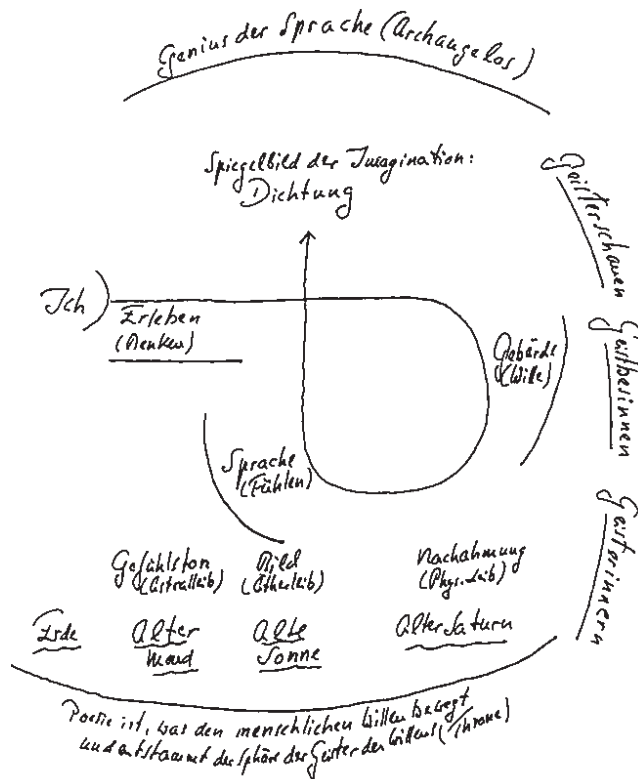 Genius der Sprache (Archangelos)
Spiegelbild der Imagination:
Dichtung
Geisterschauen
Ich
Erleben
(Denken)
Gebärde
(Wille)
Geistbesinnen
Sprache
(Fühlen)
Gefühlston
(Astralleib)
Bild
(Ätherleib)
Nachahmung
(Phys. Leib)
Geisterinnern
Erde
Alter
Mond
Alte
Sonne
Alter Saturn
Poesie ist, was den menschlichen Willen bewegt
und entstammt der Sphäre der Geister des Willens (Throne)